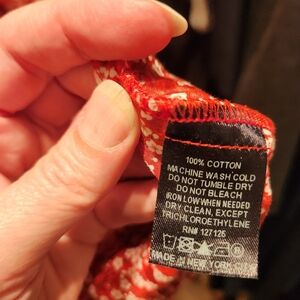 100% COTTON
MACHINE WASH COLD
DO NOT TUMBLE DRY
DO NOT BLEACH
IRON LOW WHEN NEEDED
DRY CLEAN, EXCEPT
TRICHLOROETHYLENE
RN# 127126
MADE IN NEW YORK